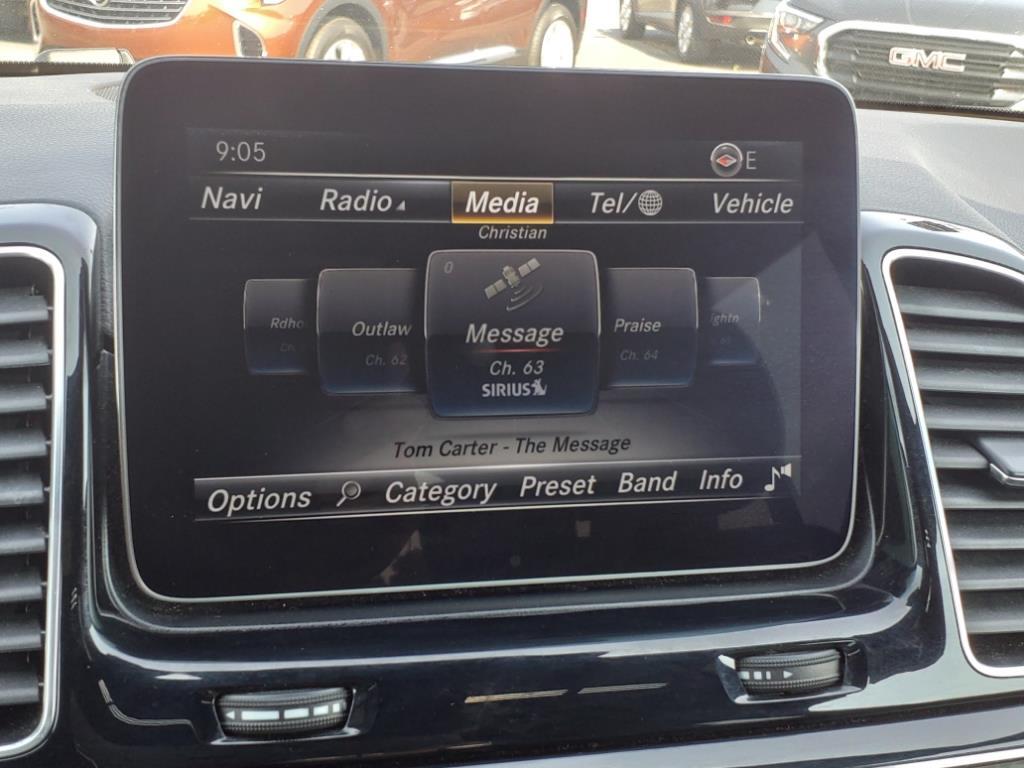 GMC
9:05
E
Navi Radio Media Tel/ Vehicle
Christian
0
Outlaw Message Praise
Ch. 62 Ch. 63 Ch. 64
SIRIUS
Tom Carter - The Message
Options Category Preset Band Info